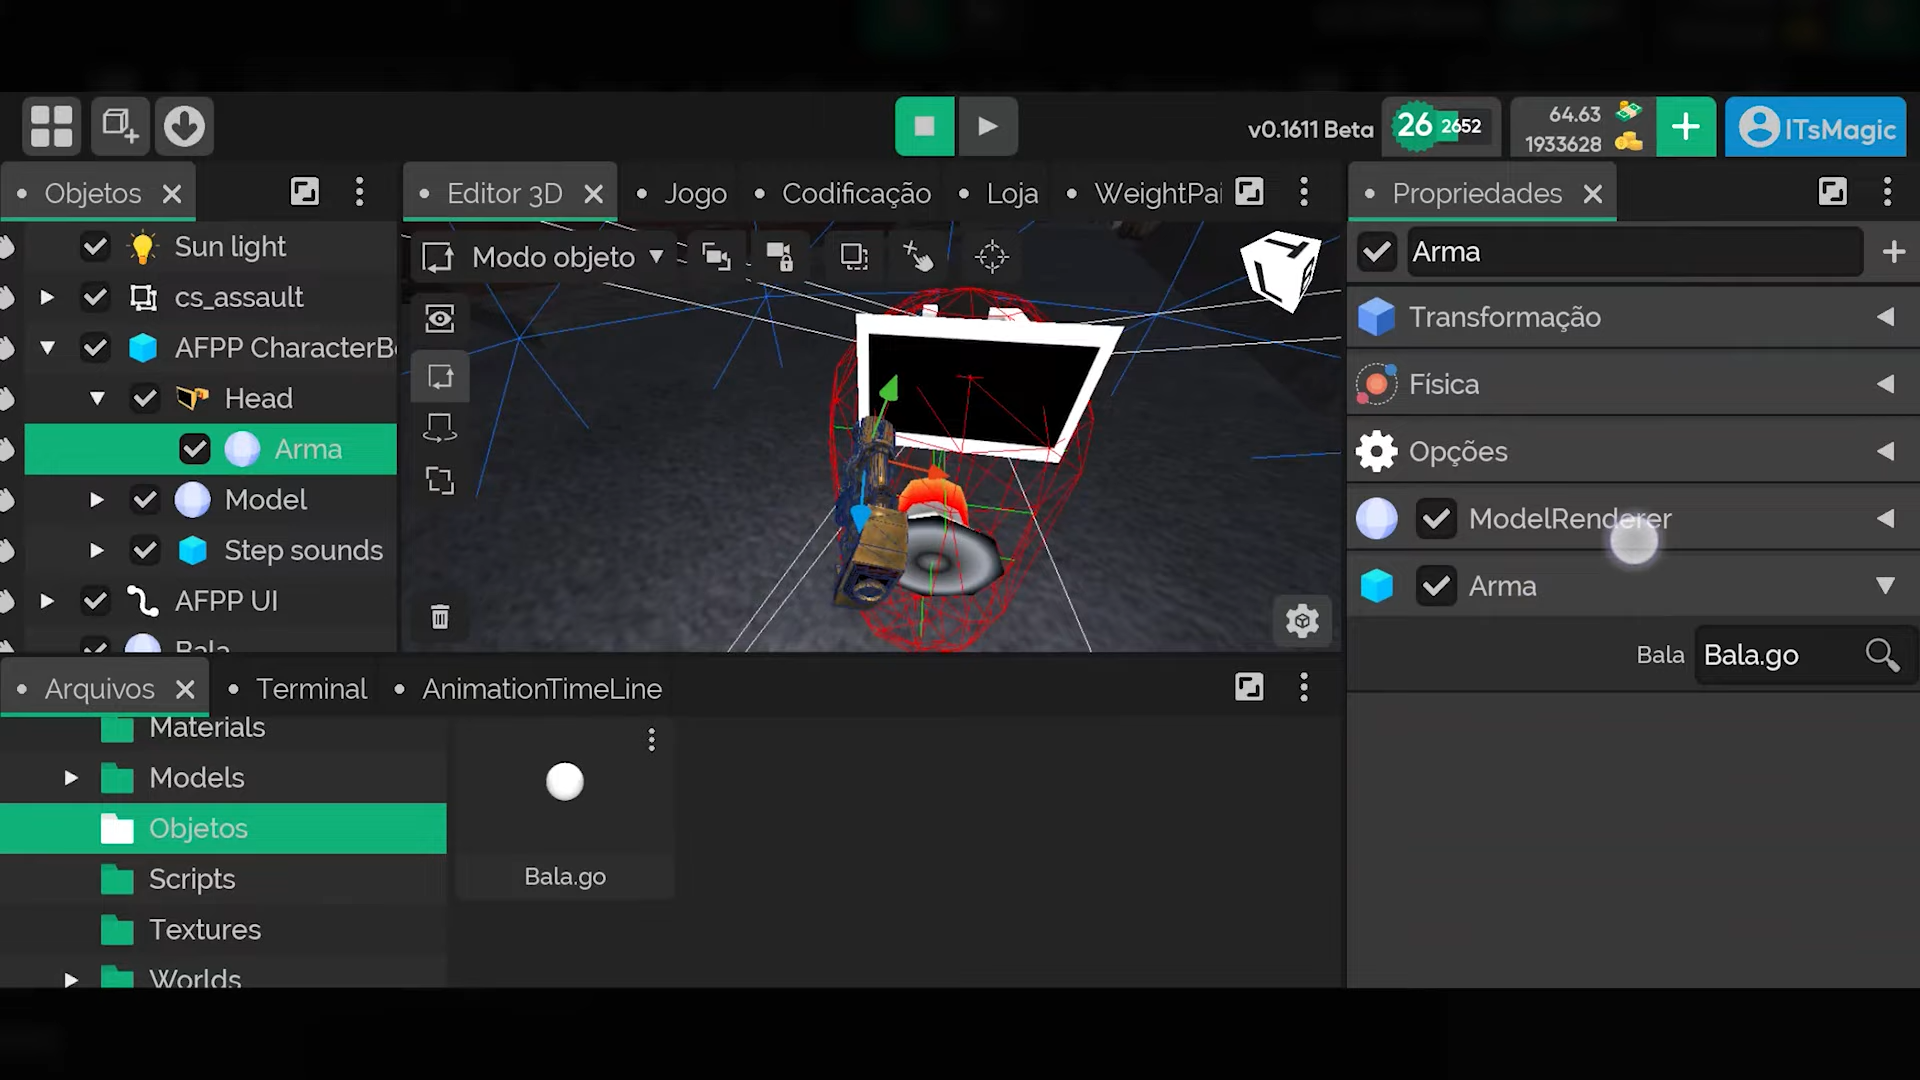 v0.1611 Beta
26
2652
64.63
1933628
ITsMagic
Objetos
Editor 3D
Jogo
Codificação
Loja
WeightPai
Propriedades
Sun light
cs_assault
AFPP CharacterBo
Head
Arma
Model
Step sounds
AFPP UI
Bala
Modo objeto
L
Arma
Transformação
Física
Opções
ModelRenderer
Arma
Bala
Bala.go
Arquivos
Terminal
AnimationTimeLine
Materials
Models
Objetos
Scripts
Textures
Worlds
Bala.go